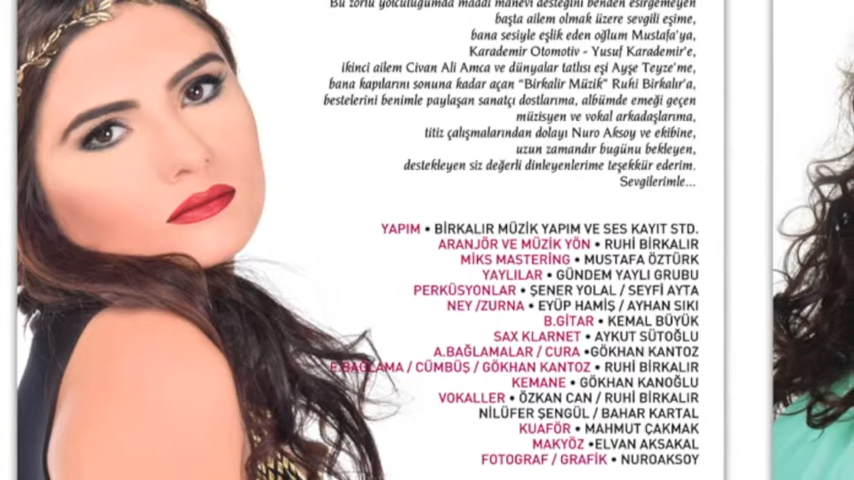 Bu zorlu yolculuğumda maddi manevi desteğini benden esirgemeyen
başta ailem olmak üzere sevgili eşime,
bana sesiyle eşlik eden oğlum Mustafa'ya,
Karademir Otomotiv - Yusuf Karademir'e,
ikinci ailem Civan Ali Amca ve dünyalar tatlısı eşi Ayşe Teyze'me,
bana kapılarını sonuna kadar açan "Birkalir Müzik" Ruhi Birkalır'a,
bestelerini benimle paylaşan sanatçı dostlarıma, albümde emeği geçen
müzisyen ve vokal arkadaşlarıma,
titiz çalışmalarından dolayı Nuro Aksoy ve ekibine,
uzun zamandır bugünü bekleyen,
destekleyen siz değerli dinleyenlerime teşekkür ederim.
Sevgilerimle...
YAPIM • BİRKALIR MÜZİK YAPIM VE SES KAYIT STD.
ARANJÖR VE MÜZİK YÖN • RUHİ BİRKALIR
MİKS MASTERİNG • MUSTAFA ÖZTÜRK
YAYLILAR • GÜNDEM YAYLI GRUBU
PERKÜSYONLAR • ŞENER YOLAL / SEYFİ AYTA
NEY /ZURNA • EYÜP HAMİŞ / AYHAN SIKI
B.GİTAR • KEMAL BÜYÜK
SAX KLARNET • AYKUT SÜTOĞLU
A.BAĞLAMALAR / CURA •GÖKHAN KANTOZ
E.BAĞLAMA / CÜMBÜŞ / GÖKHAN KANTOZ • RUHİ BİRKALIR
KEMANE • GÖKHAN KANOĞLU
VOKALLER • ÖZKAN CAN / RUHİ BİRKALIR
NİLÜFER ŞENGÜL / BAHAR KARTAL
KUAFÖR • MAHMUT ÇAKMAK
MAKYÖZ •ELVAN AKSAKAL
FOTOGRAF / GRAFİK • NUROAKSOY